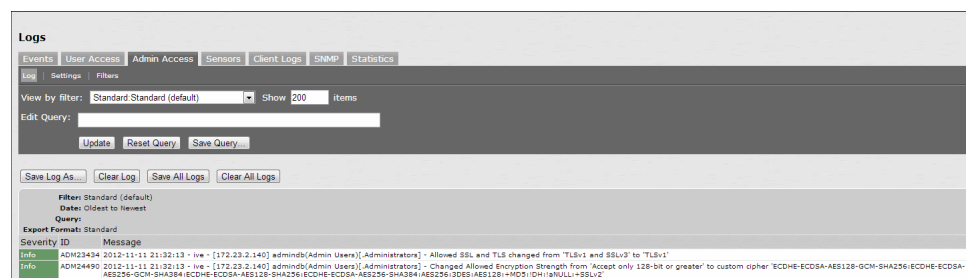 Logs
Events User Access Admin Access Sensors Client Logs SNMP Statistics
Log | Settings | Filters
View by filter: Standard:Standard (default) Show 200 items
Edit Query:
Update Reset Query Save Query...
Save Log As... Clear Log Save All Logs Clear All Logs
Filter: Standard (default)
Date: Oldest to Newest
Query:
Export Format: Standard
Severity ID Message
Info ADM23434 2012-11-11 21:32:13 - ive - [172.23.2.140] admindb(Admin Users)[.Administrators] - Allowed SSL and TLS changed from 'TLSv1 and SSLv3' to 'TLSv1'
Info ADM24490 2012-11-11 21:32:13 - ive - [172.23.2.140] admindb(Admin Users)[.Administrators] - Changed Allowed Encryption Strength from 'Accept only 128-bit or greater' to custom cipher 'ECDHE-ECDSA-AES128-GCM-SHA256:ECDHE-ECDSA-
AES256-GCM-SHA384:ECDHE-ECDSA-AES128-SHA256:ECDHE-ECDSA-AES256-SHA384:AES256:3DES:AES128:+MD5:!DH:!aNULL:+SSLv2'